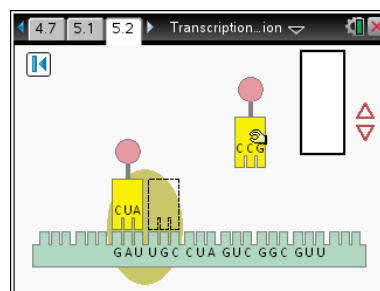 4.7 5.1 5.2 Transcription...ion
CCG
CUA
GAU UGC CUA GUC GGC GUU